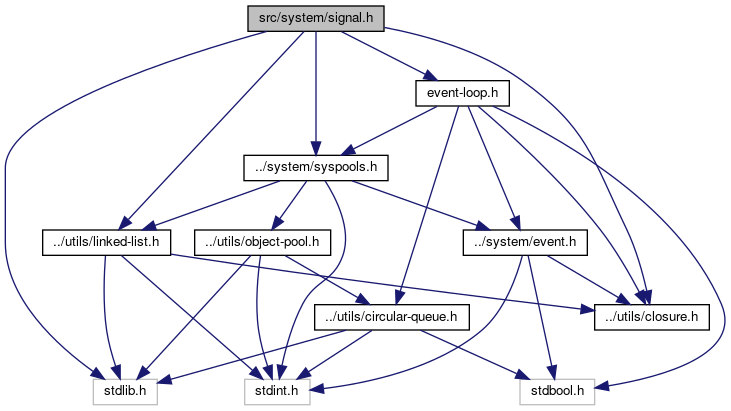 src/system/signal.h
event-loop.h
../system/syspools.h
../utils/linked-list.h
../utils/object-pool.h
../system/event.h
../utils/circular-queue.h
../utils/closure.h
stdlib.h
stdint.h
stdbool.h